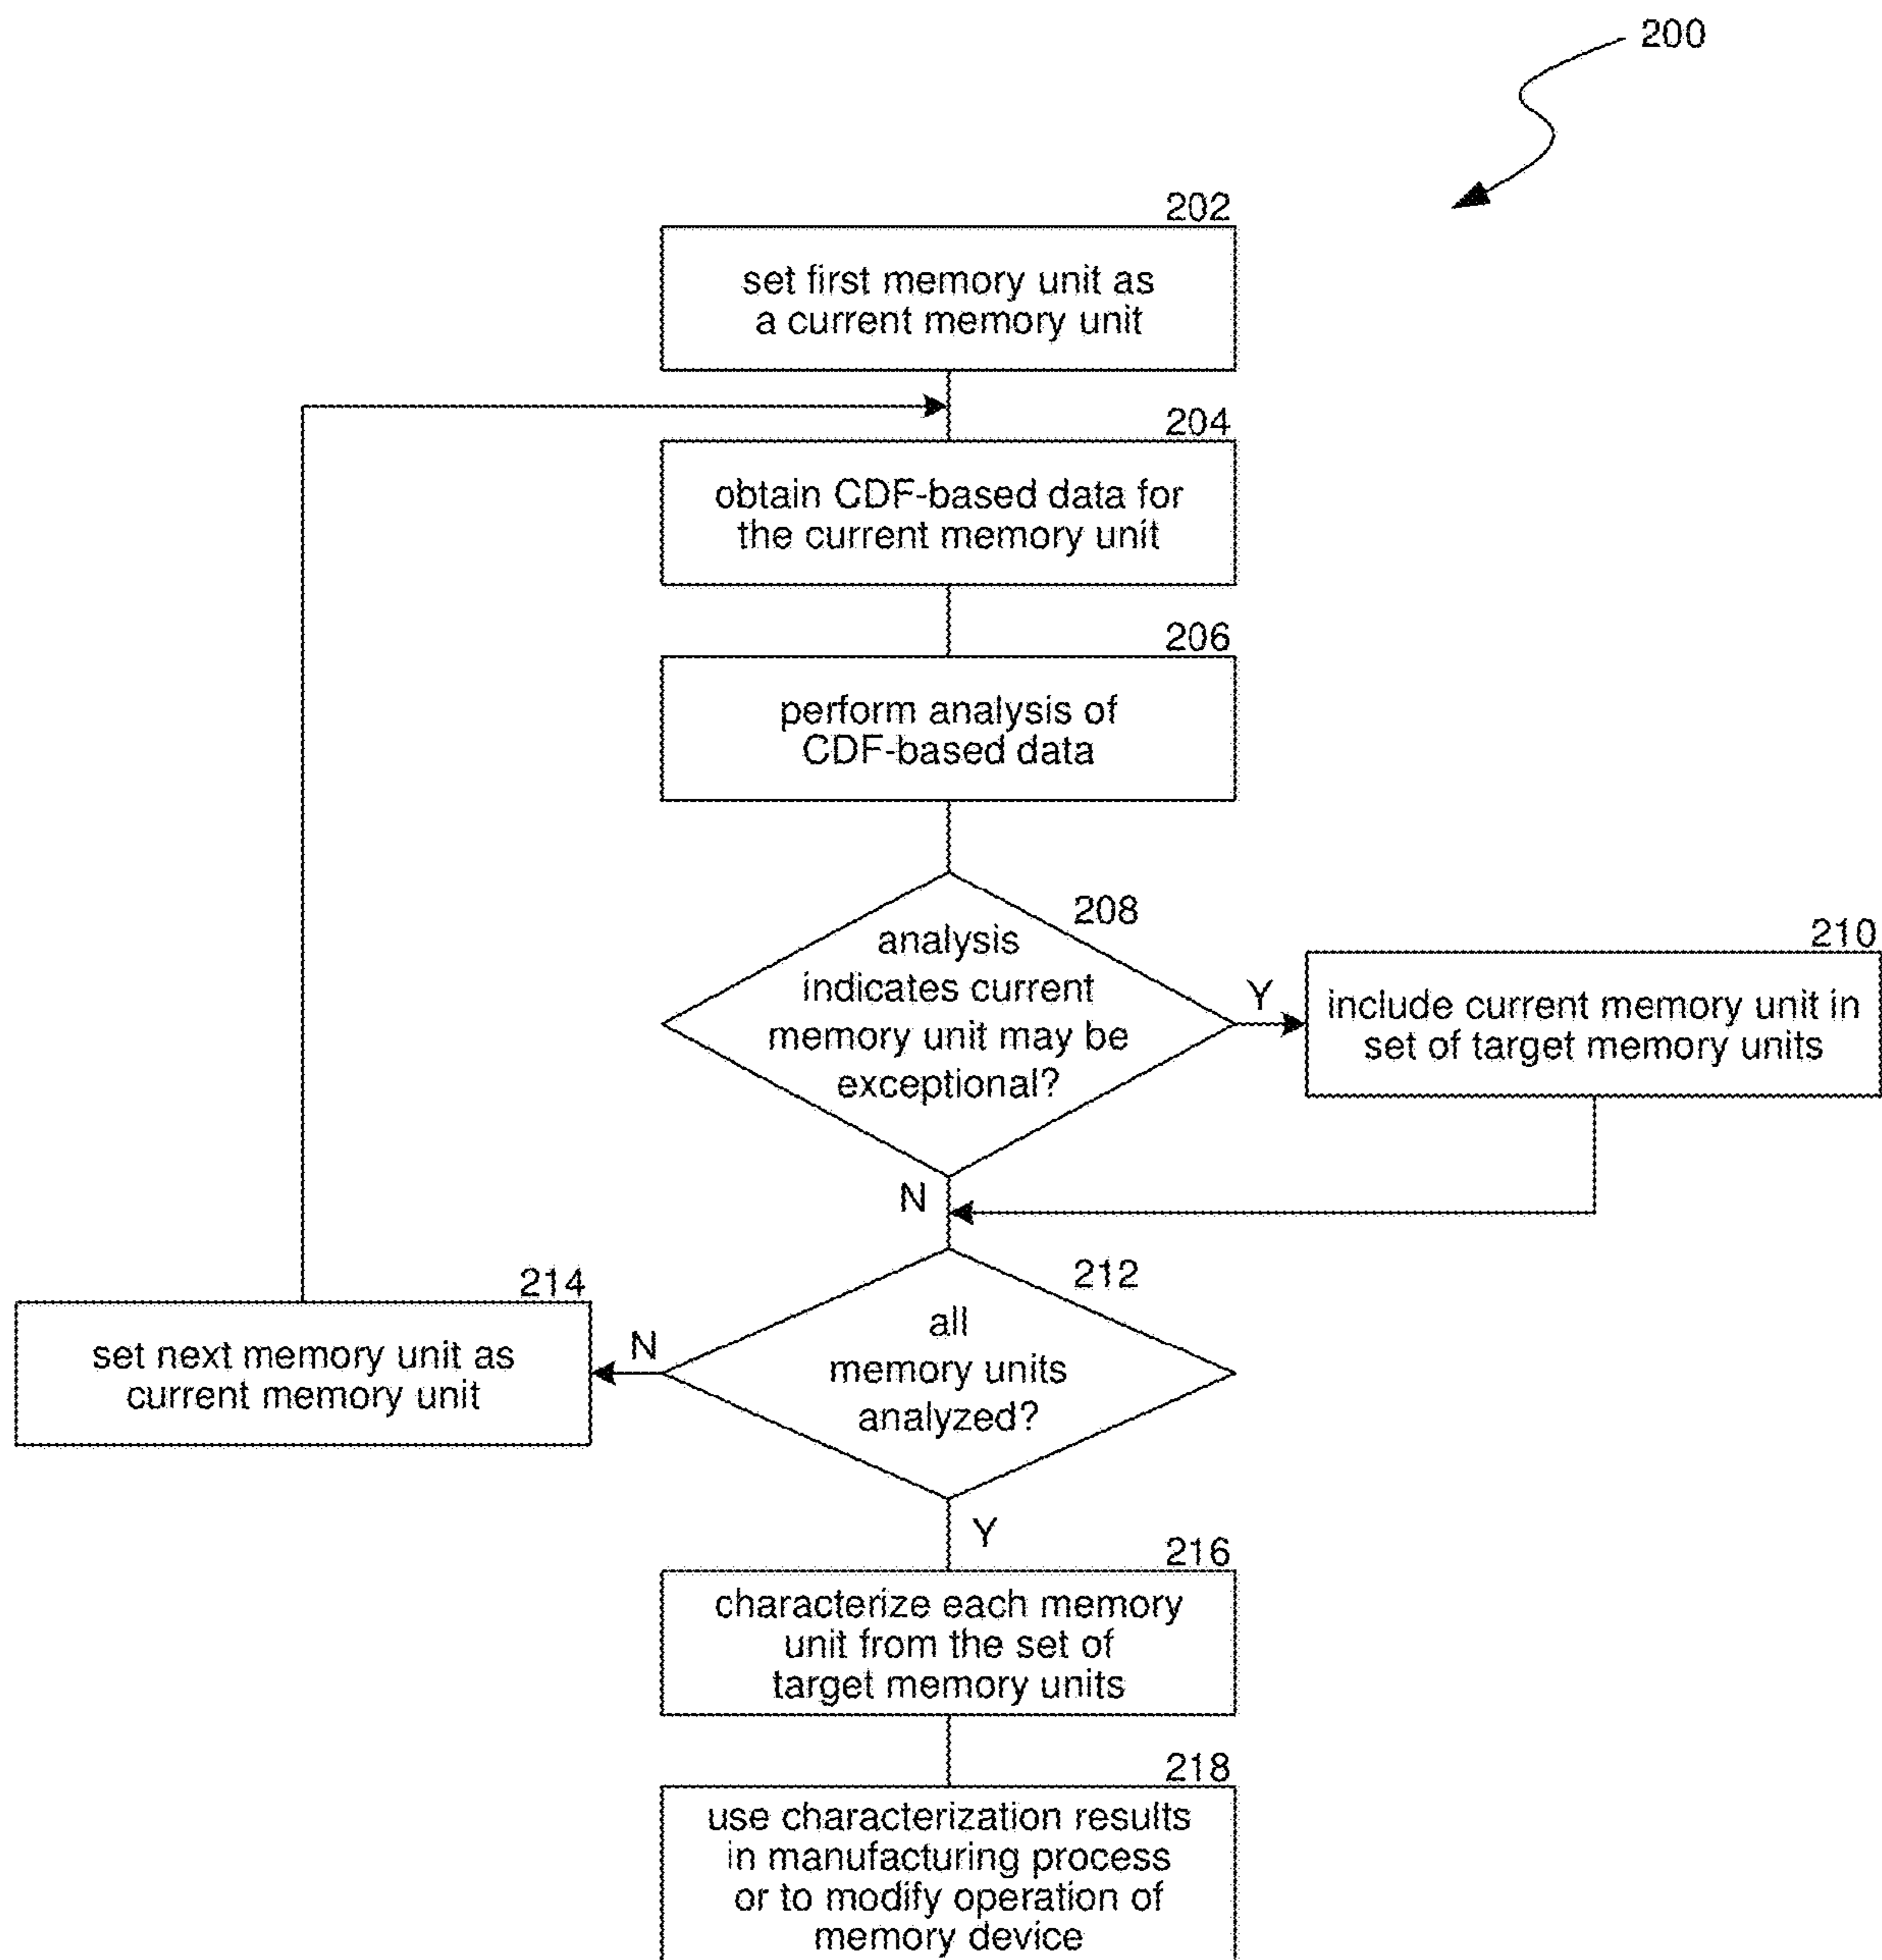 200
202
set first memory unit as
a current memory unit
204
obtain CDF-based data for
the current memory unit
206
perform analysis of
CDF-based data
208
analysis
indicates current
memory unit may be
exceptional?
Y
210
include current memory unit in
set of target memory units
N
212
all
memory units
analyzed?
N
214
set next memory unit as
current memory unit
Y
216
characterize each memory
unit from the set of
target memory units
218
use characterization results
in manufacturing process
or to modify operation of
memory device